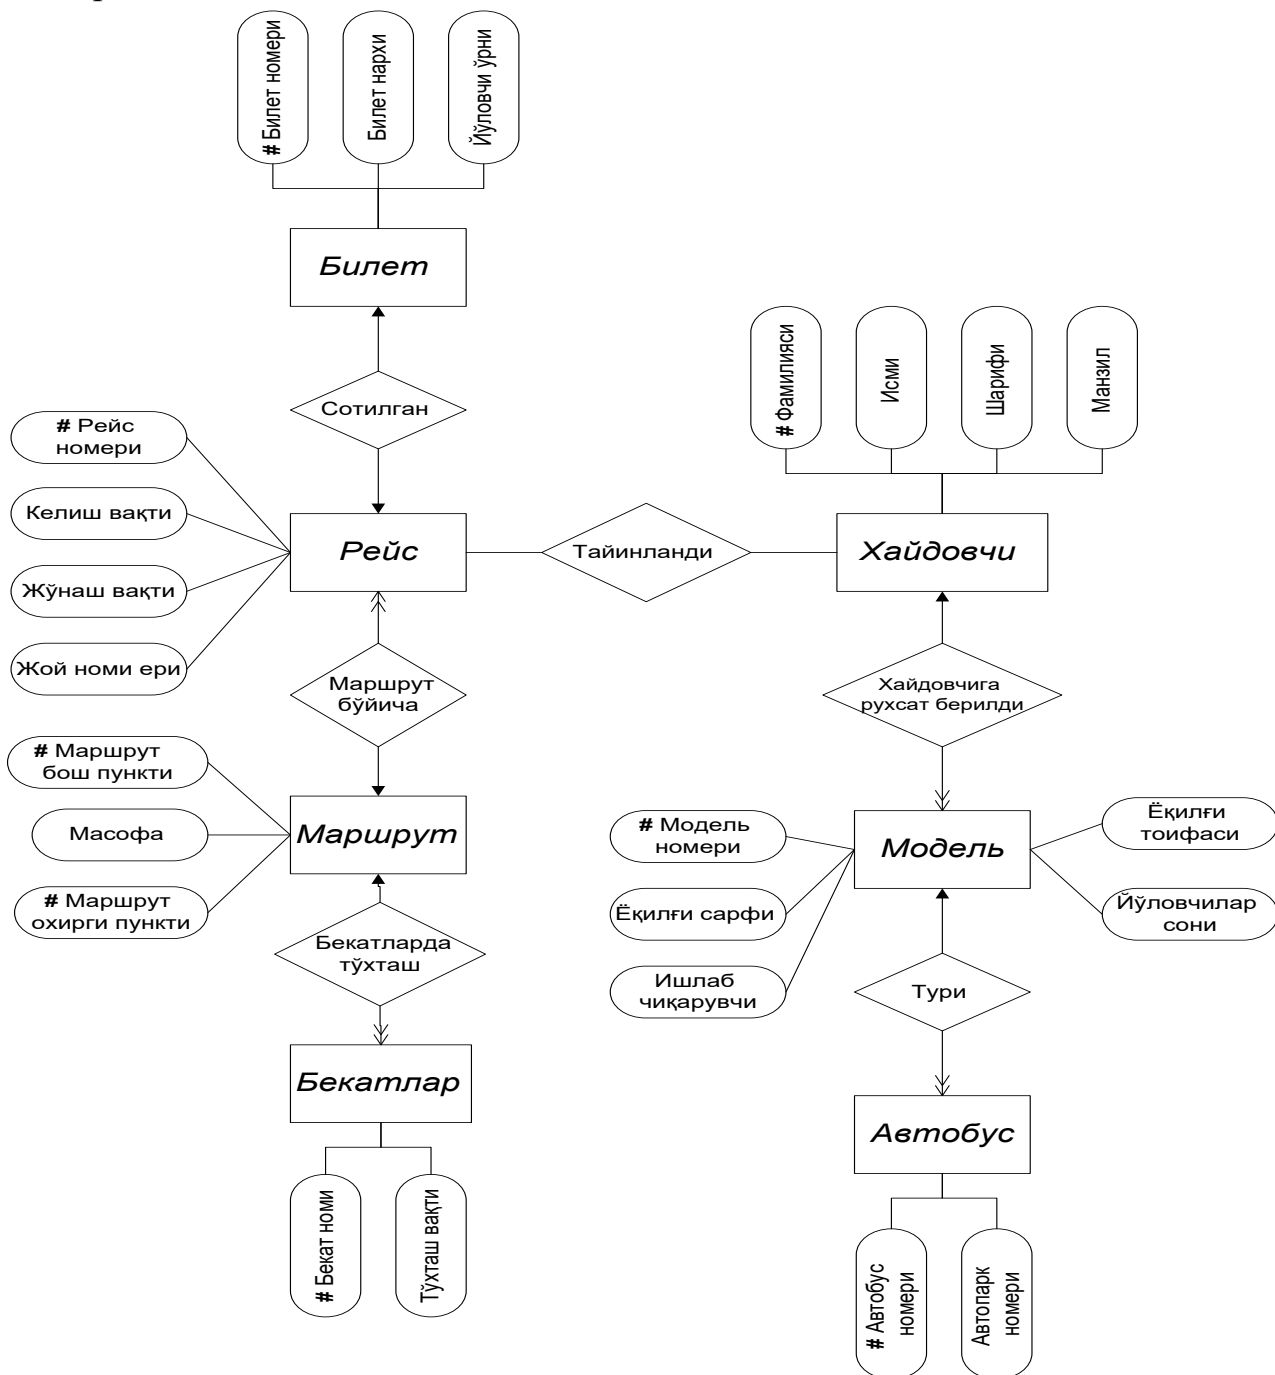 # Билет номери
Билет нархи
Йўловчи ўрни
Билет
Сотилган
# Фамилияси
Исми
Шарифи
Манзил
# Рейс
номери
Келиш вақти
Жўнаш вақти
Жой номи ери
Рейс
Тайинланди
Хайдовчи
Маршрут
бўйича
Хайдовчига
рухсат берилди
# Маршрут
бош пункти
Масофа
# Маршрут
охирги пункти
Маршрут
# Модель
номери
Ёқилғи сарфи
Ишлаб
чиқарувчи
Модель
Ёқилғи
тоифаси
Йўловчилар
сони
Бекатларда
тўхташ
Тури
Бекатлар
Автобус
# Бекат номи
Тўхташ вақти
# Автобус
номери
Автопарк
номери